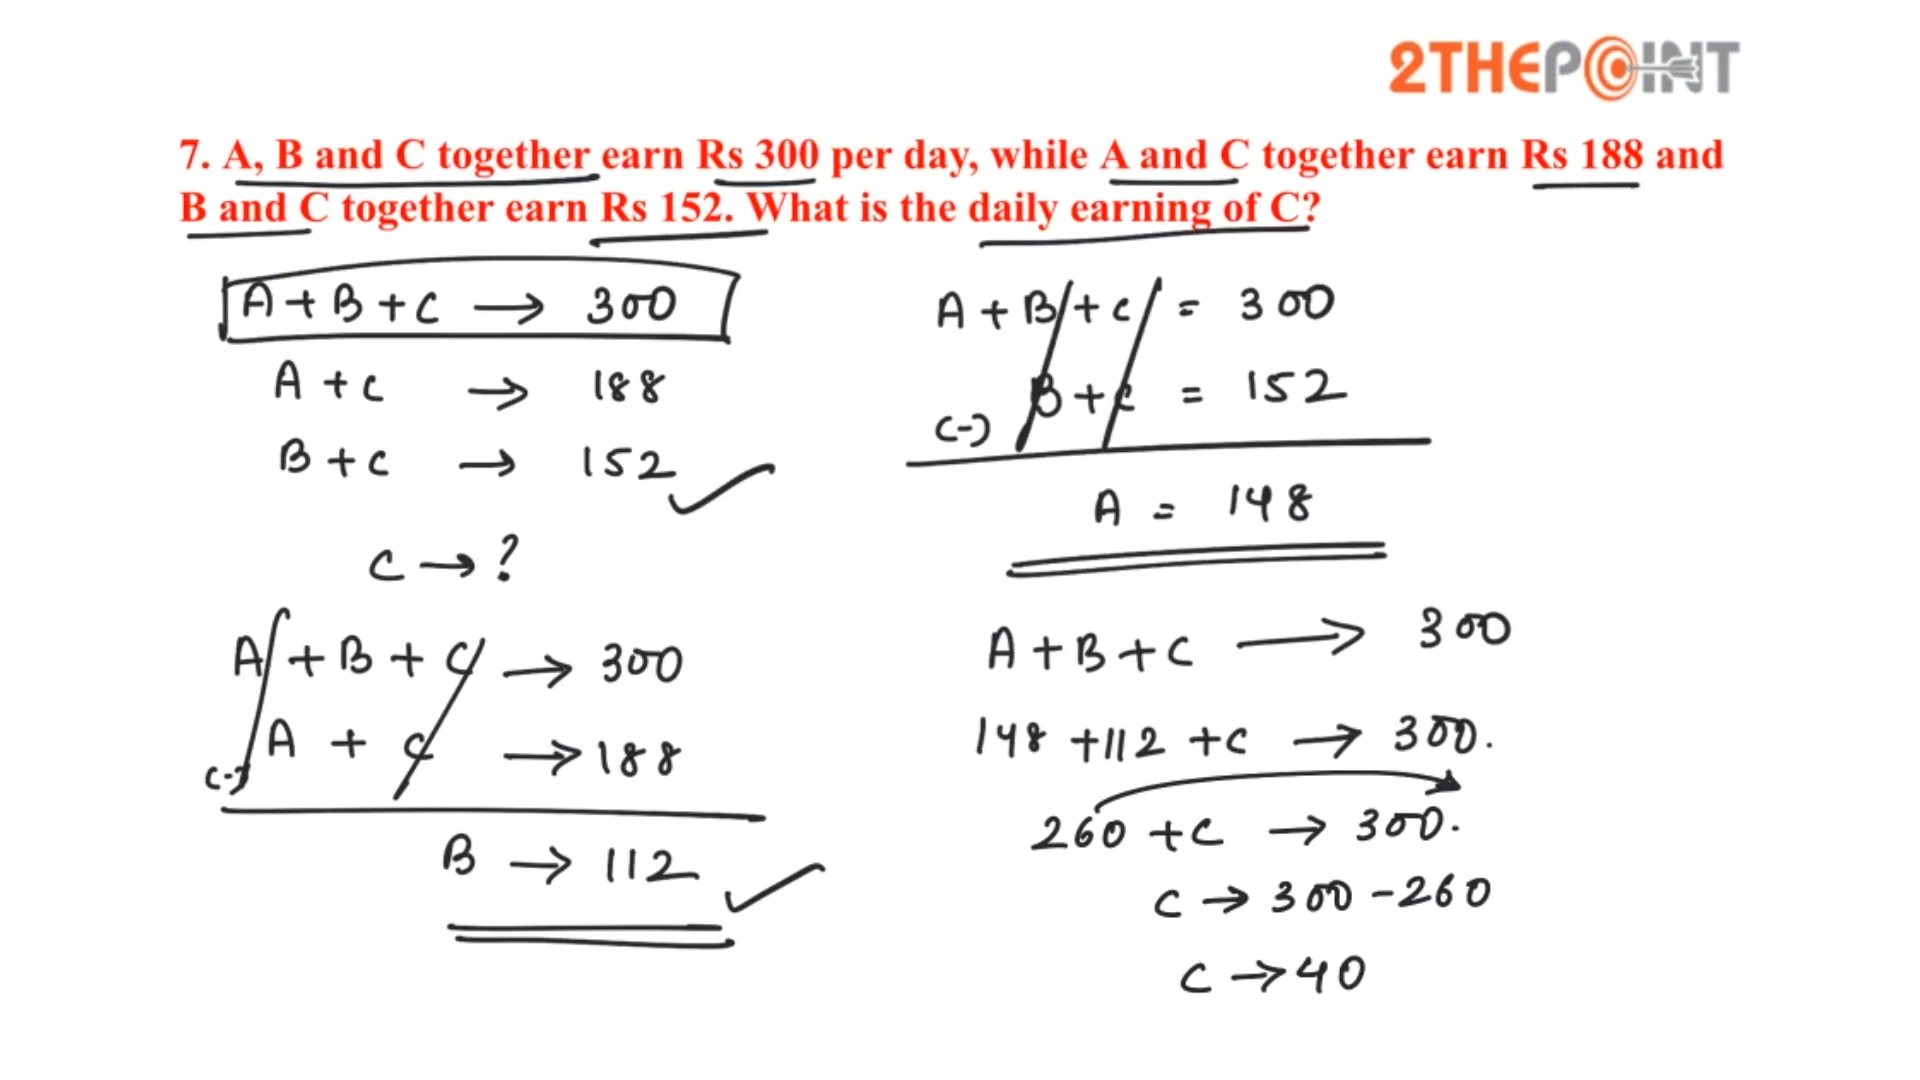 2THEPOINT
7. A, B and C together earn Rs 300 per day, while A and C together earn Rs 188 and
B and C together earn Rs 152. What is the daily earning of C?
A + B + C → 300
A + C → 188
B + C → 152
C → ?
A + B + C → 300
A + C → 188
(-)
B → 112
A + B + C = 300
B + C = 152
(-)
A = 148
A + B + C → 300
148 + 112 + C → 300.
260 + C → 300.
C → 300 - 260
C → 40